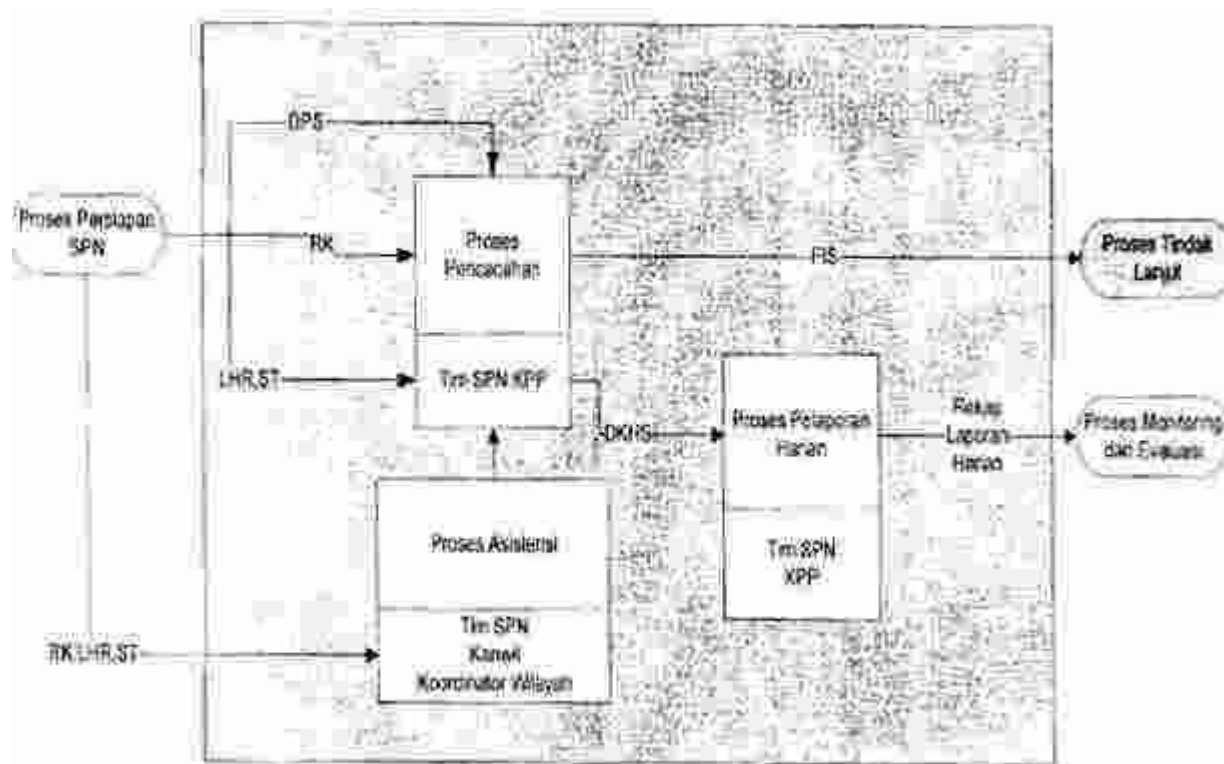 DPS
Proses Persiapan
SPN
RK
Proses
Pencacahan
FIS
Proses Tindak
Lanjut
LHR,ST
Tim SPN KPP
DKHS
Proses Pelaporan
Harian
Rekap
Laporan
Harian
Proses Monitoring
dan Evaluasi
Proses Asistensi
Tim SPN
KPP
RK,LHR,ST
Tim SPN
Kanwil
Koordinator Wilayah